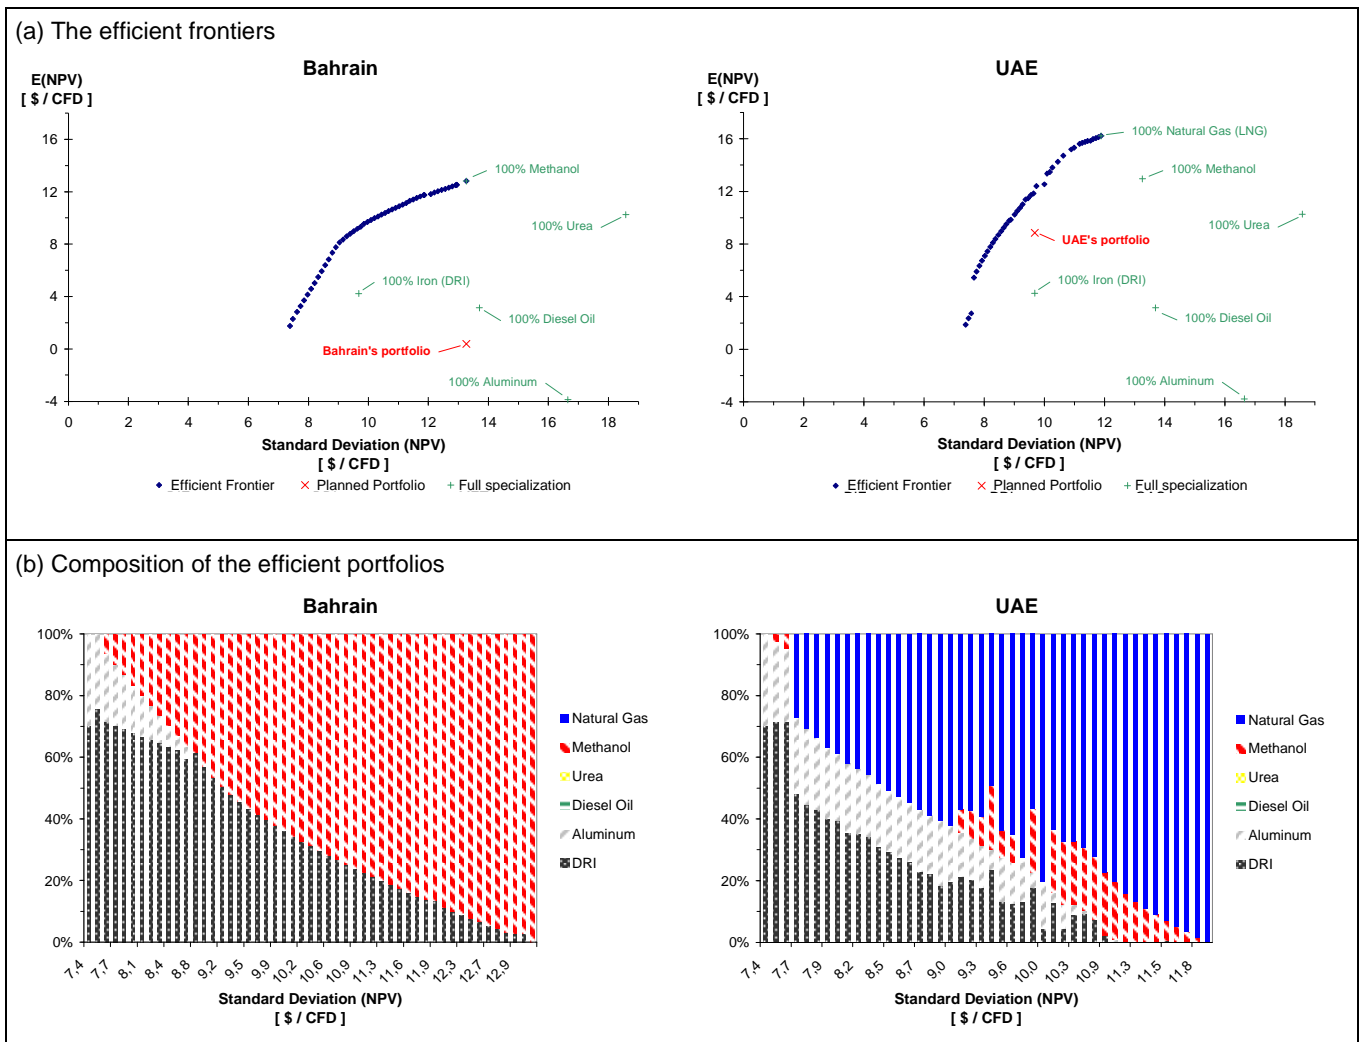 (a) The efficient frontiers
Bahrain
E(NPV)
[ $ / CFD ]
16
12
8
4
0
-4
0 2 4 6 8 10 12 14 16 18
100% Methanol
100% Urea
100% Iron (DRI)
100% Diesel Oil
Bahrain's portfolio
100% Aluminum
Standard Deviation (NPV)
[ $ / CFD ]
Efficient Frontier Planned Portfolio Full specialization
UAE
E(NPV)
[ $ / CFD ]
16
12
8
4
0
-4
0 2 4 6 8 10 12 14 16 18
100% Natural Gas (LNG)
100% Methanol
100% Urea
UAE's portfolio
100% Iron (DRI)
100% Diesel Oil
100% Aluminum
Standard Deviation (NPV)
[ $ / CFD ]
Efficient Frontier Planned Portfolio Full specialization
(b) Composition of the efficient portfolios
Bahrain
100%
80%
60%
40%
20%
0%
7,4 7,7 8,1 8,4 8,8 9,2 9,5 9,9 10,2 10,6 10,9 11,3 11,6 11,9 12,3 12,7 12,9
Standard Deviation (NPV)
[ $ / CFD ]
Natural Gas
Methanol
Urea
Diesel Oil
Aluminum
DRI
UAE
100%
80%
60%
40%
20%
0%
7,4 7,7 7,9 8,2 8,5 8,7 9,0 9,3 9,6 10,0 10,3 10,9 11,3 11,5 11,8
Standard Deviation (NPV)
[ $ / CFD ]
Natural Gas
Methanol
Urea
Diesel Oil
Aluminum
DRI